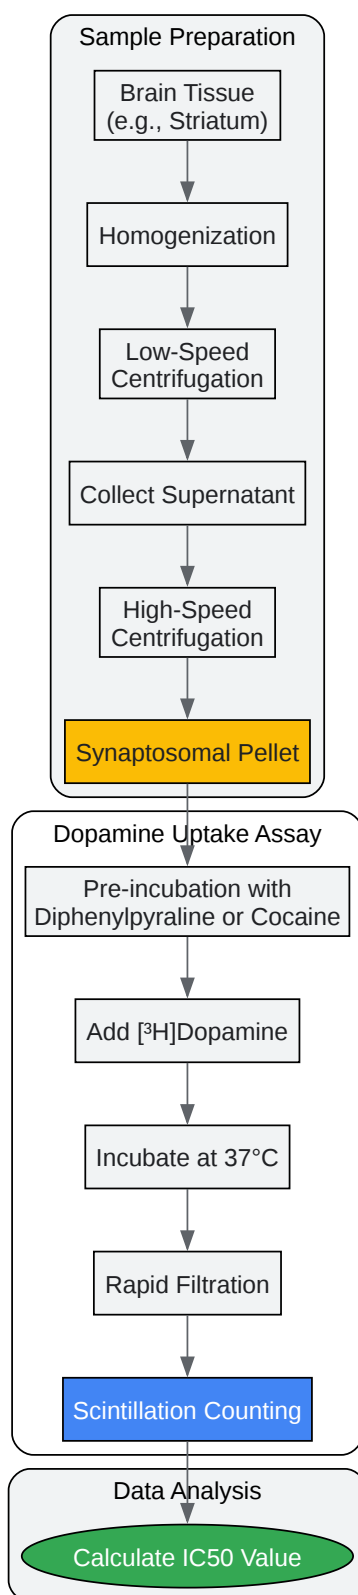 Sample Preparation
Brain Tissue
(e.g., Striatum)
Homogenization
Low-Speed
Centrifugation
Collect Supernatant
High-Speed
Centrifugation
Synaptosomal Pellet
Dopamine Uptake Assay
Pre-incubation with
Diphenylpyraline or Cocaine
Add [³H]Dopamine
Incubate at 37°C
Rapid Filtration
Scintillation Counting
Data Analysis
Calculate IC50 Value